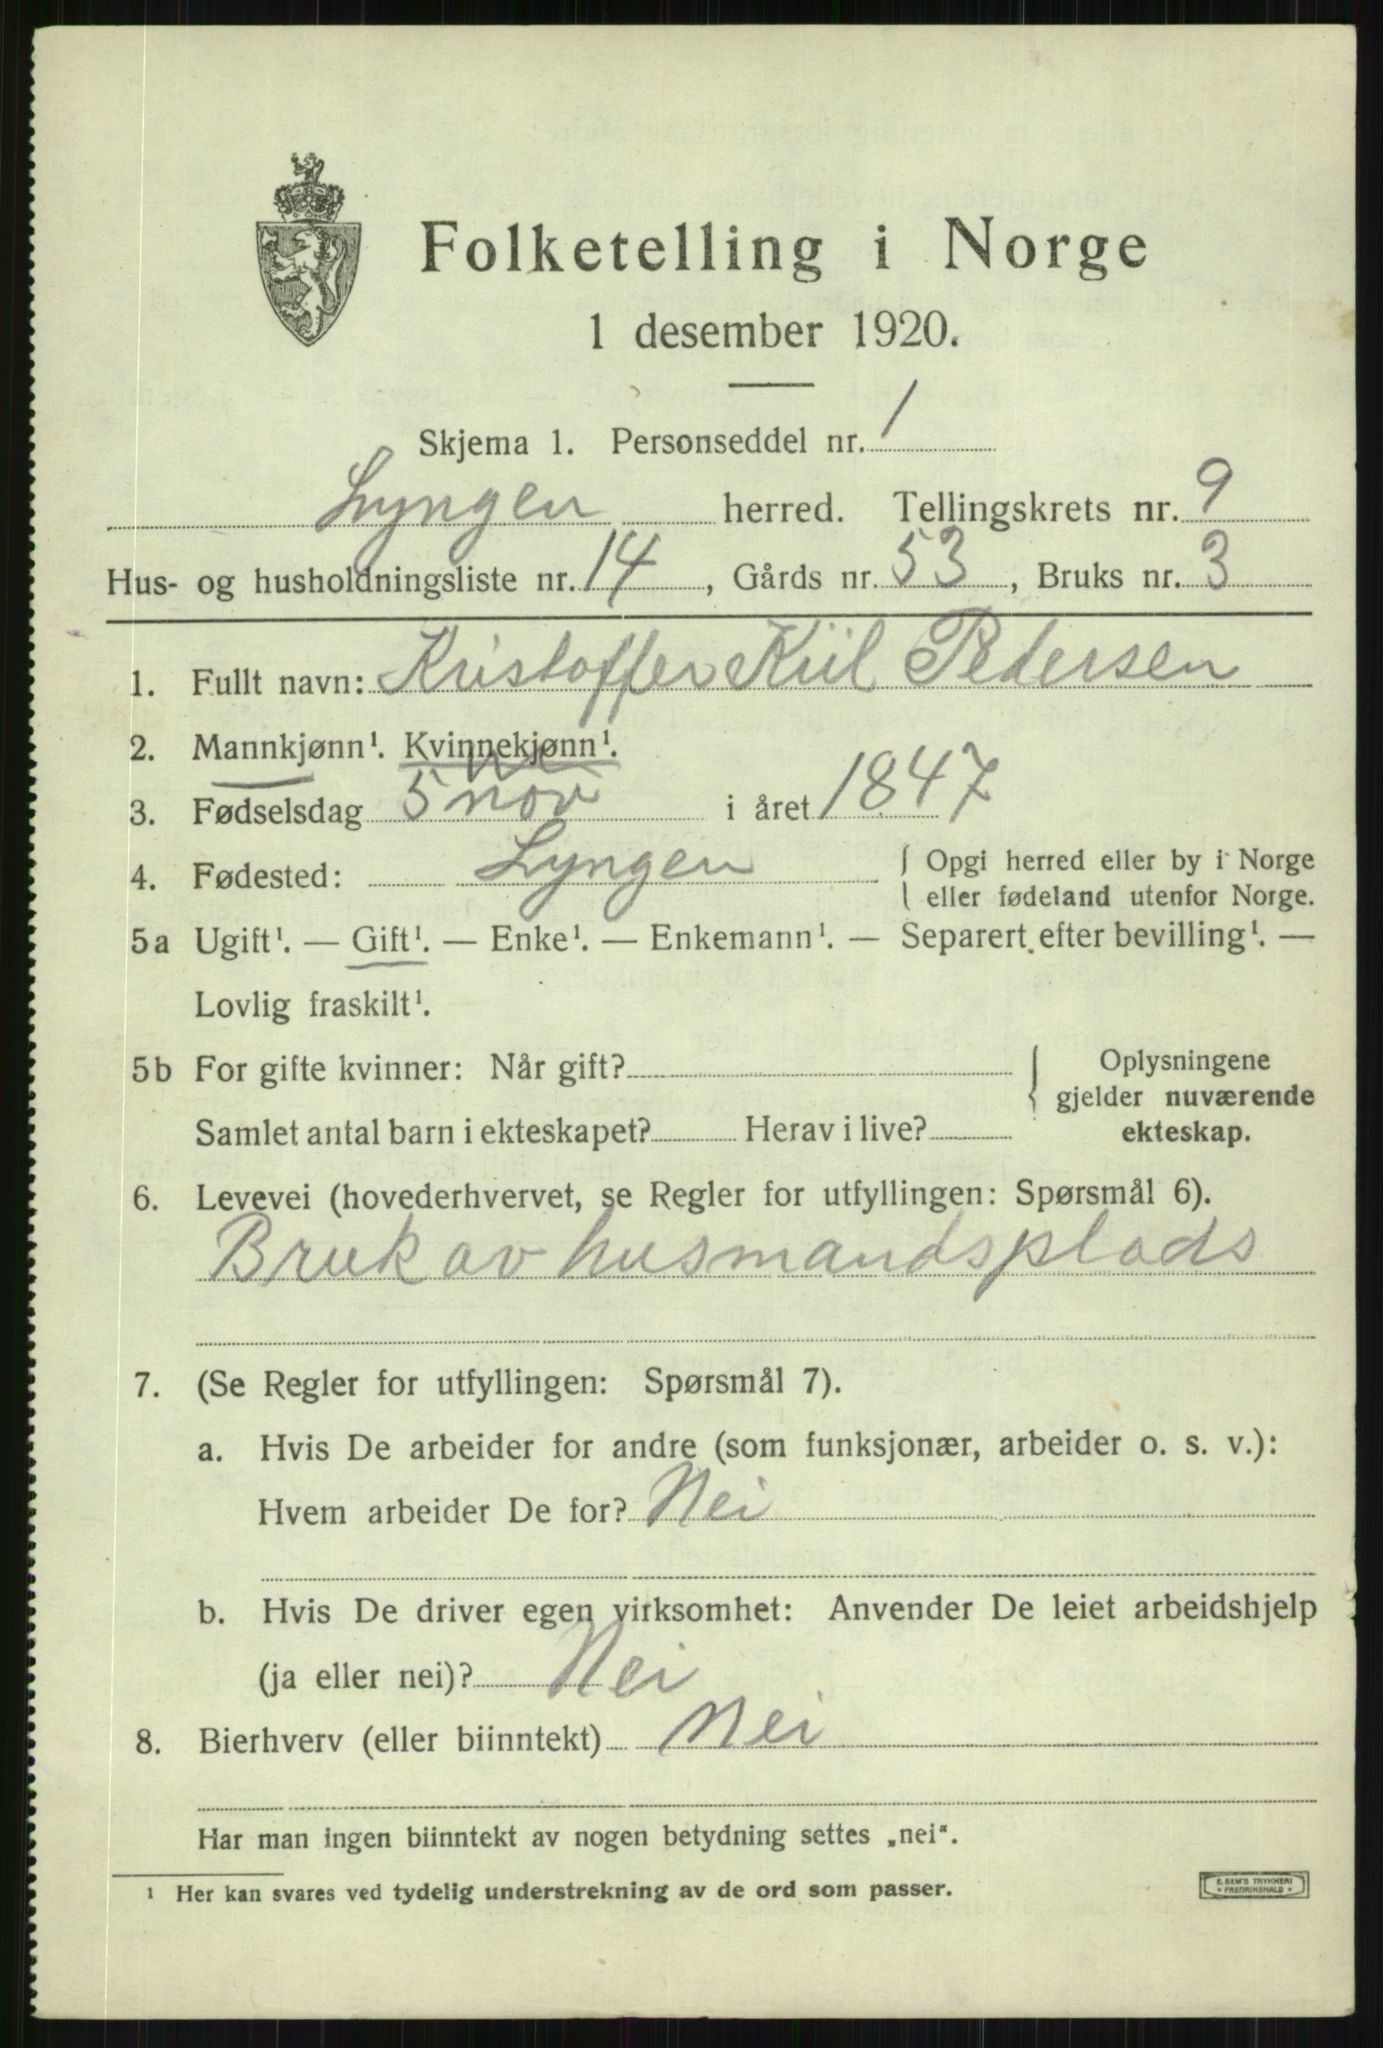 Folketelling i Norge
1 desember 1920.
Skjema 1. Personseddel nr. 1
Lyngen herred. Tellingskrets nr. 9
Hus- og husholdningsliste nr. 14, Gårds nr. 53, Bruks nr. 3
1. Fullt navn: Kristoffer Kiil Pedersen
2. Mannkjønn¹. Kvinnekjønn¹.
3. Fødselsdag 5 nov i året 1847
4. Fødested: Lyngen { Opgi herred eller by i Norge
eller fødeland utenfor Norge.
5a Ugift¹. — Gift¹. — Enke¹. — Enkemann¹. — Separert efter bevilling¹. —
Lovlig fraskilt¹.
5b For gifte kvinner: Når gift? { Oplysningene
gjelder nuværende
Samlet antal barn i ekteskapet? Herav i live? ekteskap.
6. Levevei (hovederhvervet, se Regler for utfyllingen: Spørsmål 6).
Bruk av husmandsplads
7. (Se Regler for utfyllingen: Spørsmål 7).
a. Hvis De arbeider for andre (som funksjonær, arbeider o. s. v.):
Hvem arbeider De for? Nei
b. Hvis De driver egen virksomhet: Anvender De leiet arbeidshjelp
(ja eller nei)? Nei
8. Bierhverv (eller biinntekt) Nei
Har man ingen biinntekt av nogen betydning settes „nei“.
¹ Her kan svares ved tydelig understrekning av de ord som passer.
E. SEM'S TRYKKERI
• FREDRIKSHALD •